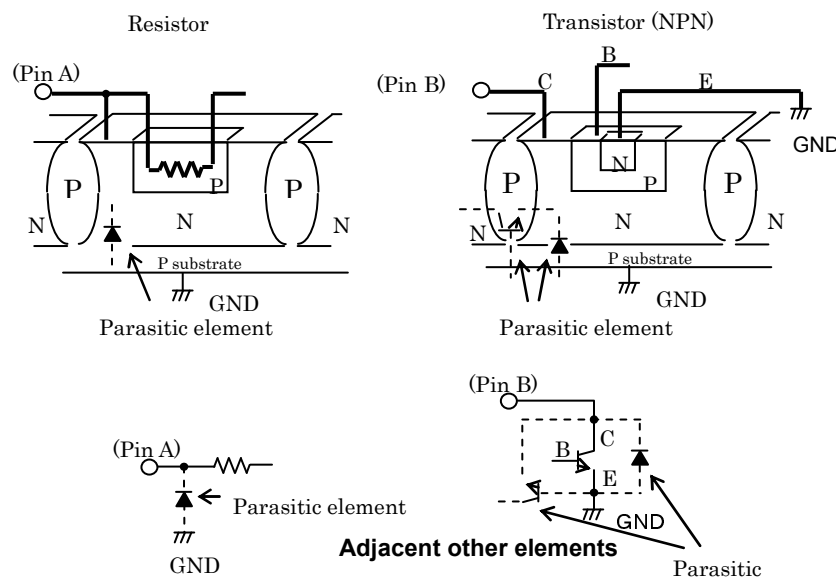 Resistor
(Pin A)
P
P
P
N
N
N
P substrate
GND
Parasitic element
Transistor (NPN)
B
(Pin B)
C
E
GND
P
N
P
P
N
N
N
P substrate
GND
Parasitic element
(Pin A)
Parasitic element
GND
(Pin B)
C
B
E
GND
Adjacent other elements
Parasitic